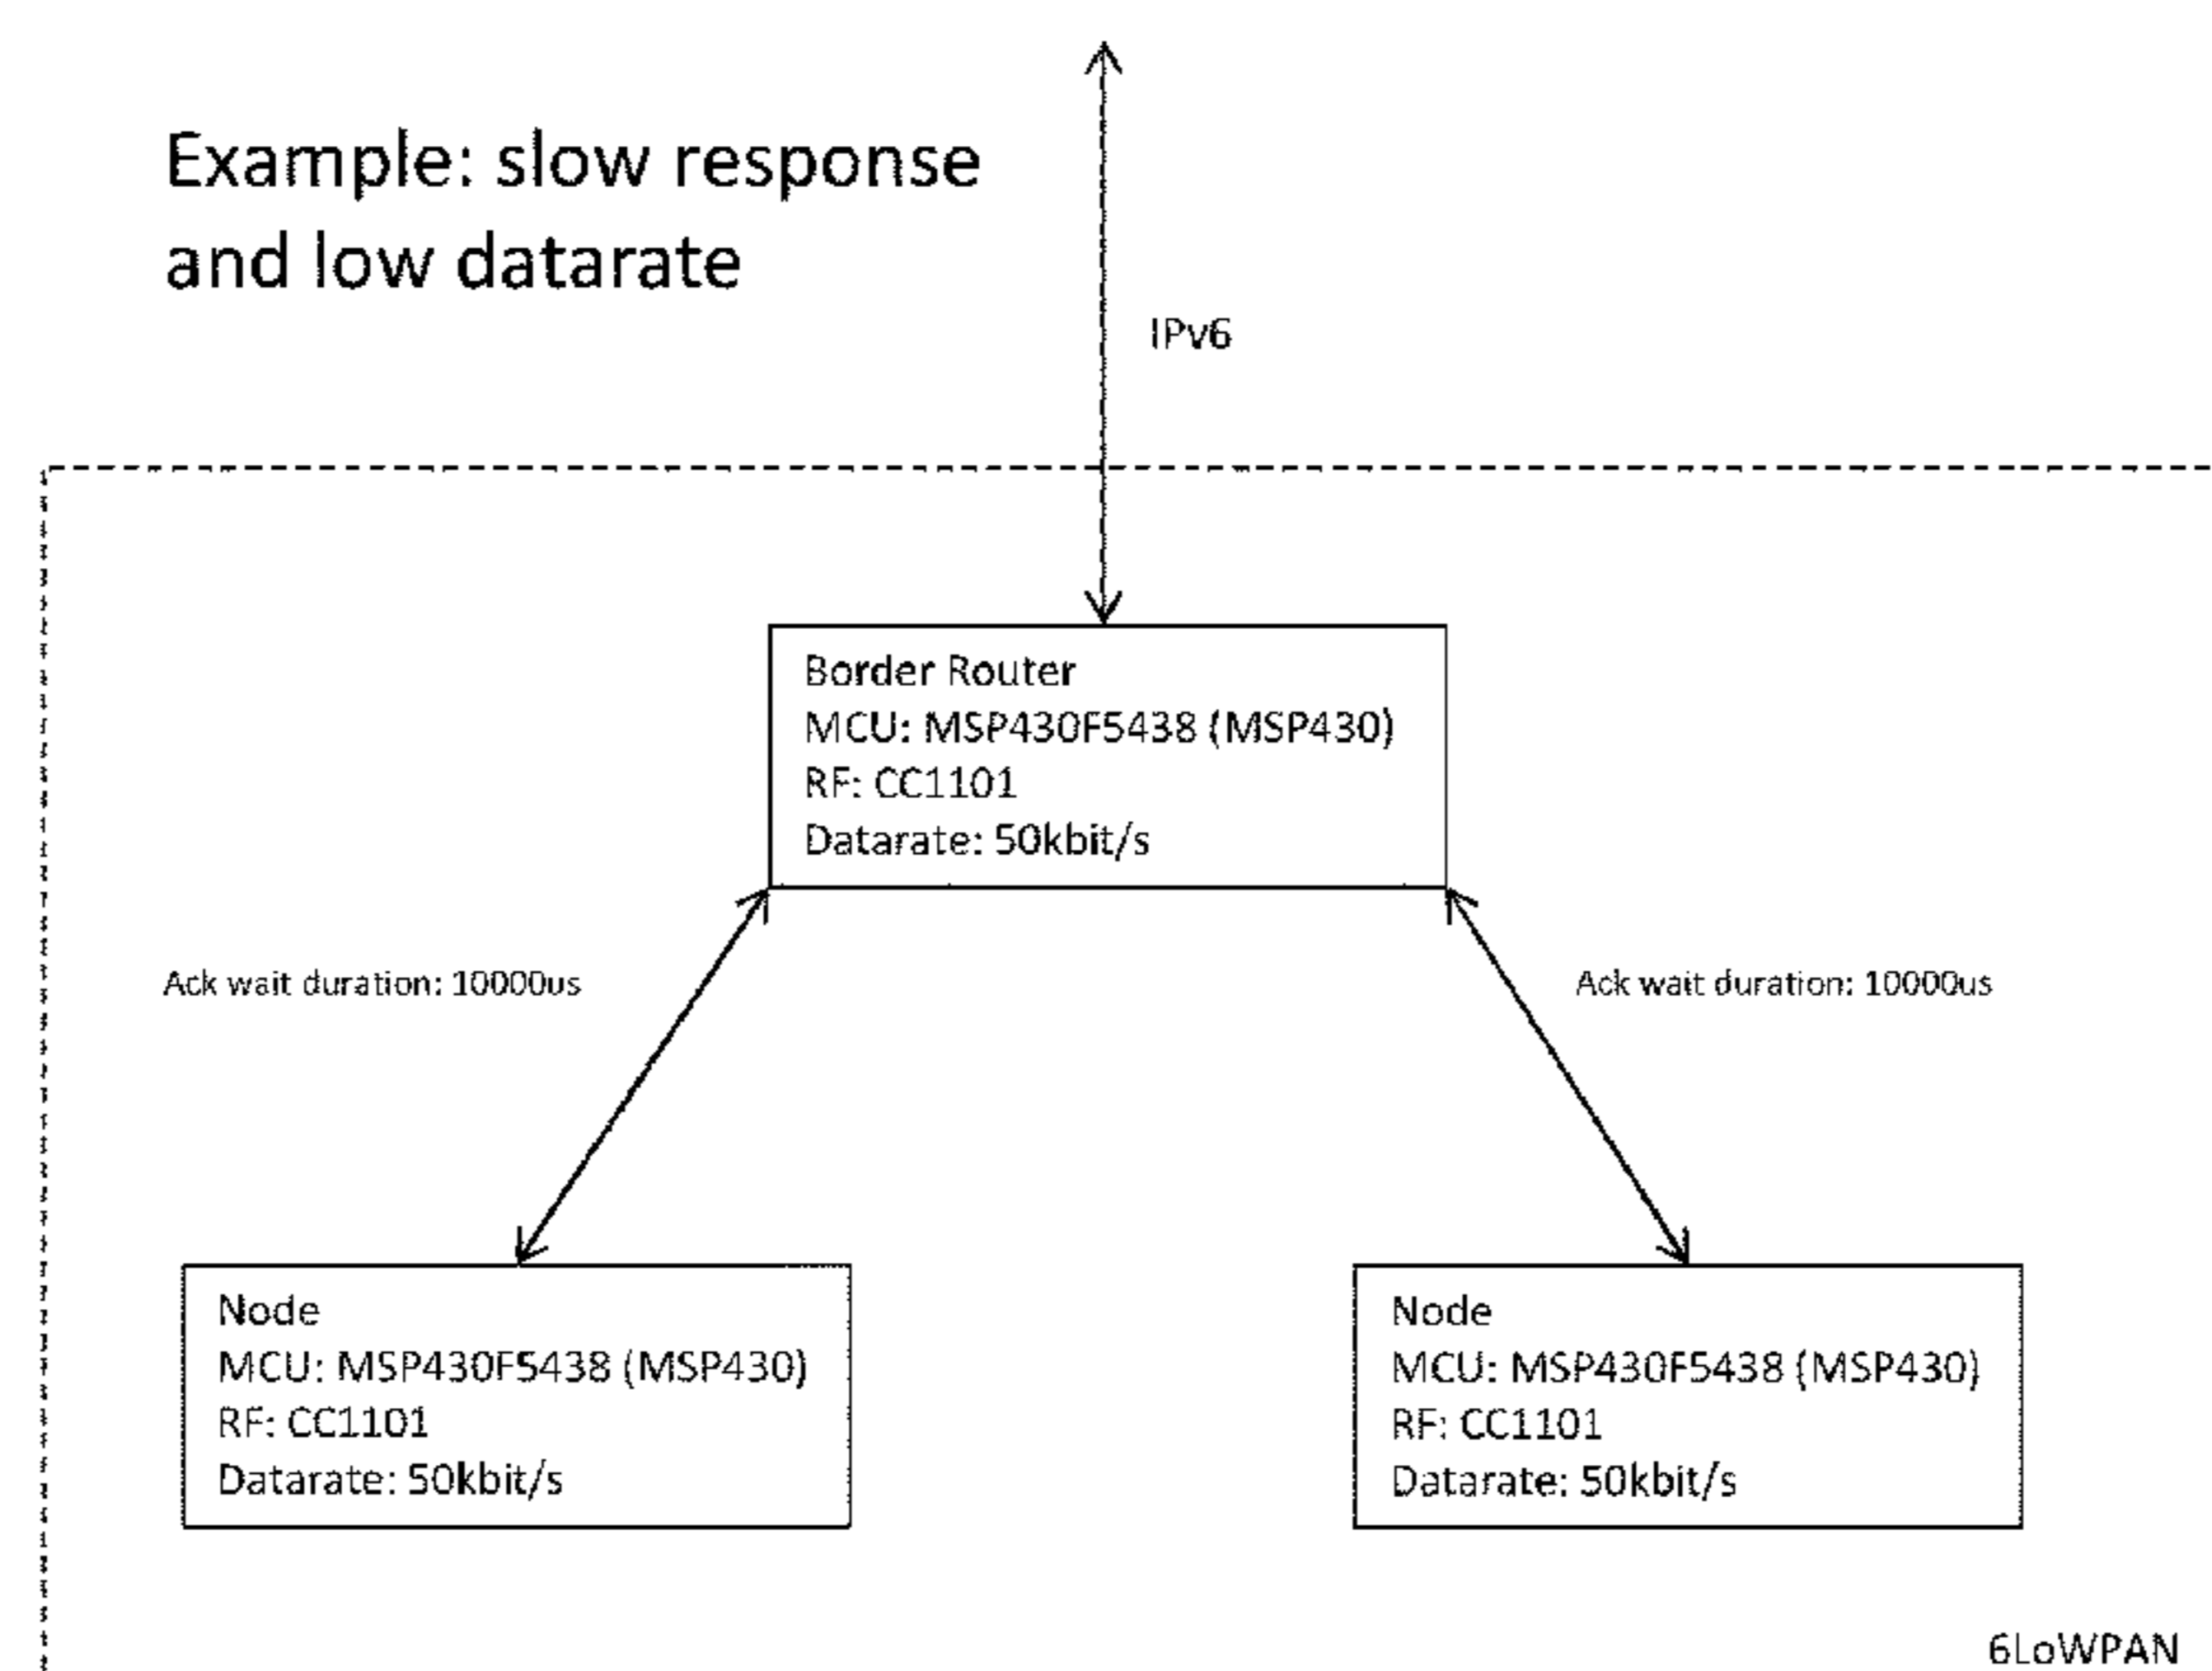 Example: slow response
and low datarate
IPv6
Border Router
MCU: MSP430F5438 (MSP430)
RF: CC1101
Datarate: 50kbit/s
Ack wait duration: 10000us
Ack wait duration: 10000us
Node
MCU: MSP430F5438 (MSP430)
RF: CC1101
Datarate: 50kbit/s
Node
MCU: MSP430F5438 (MSP430)
RF: CC1101
Datarate: 50kbit/s
6LoWPAN